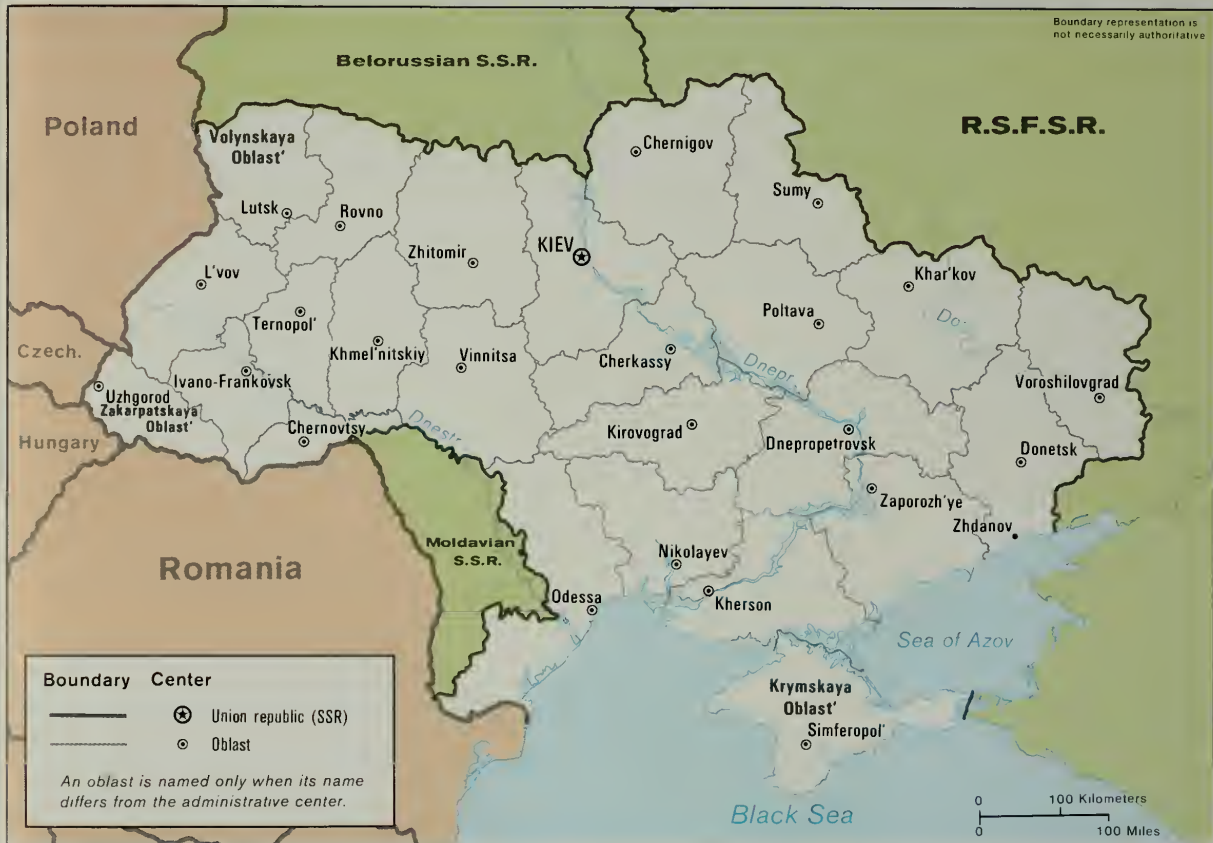 Boundary representation is
not necessarily authoritative
Belorussian S.S.R.
Poland
R.S.F.S.R.
Volynskaya
Oblast'
Chernigov
Sumy
Lutsk
Rovno
KIEV
Zhitomir
L'vov
Khar'kov
Ternopol'
Poltava
Do
Czech.
Khmel'nitskiy
Vinnitsa
Cherkassy
Dnepr
Ivano-Frankovsk
Uzhgorod
Zakarpatskaya
Oblast'
Voroshilovgrad
Hungary
Chernovtsy
Dnestr
Kirovograd
Dnepropetrovsk
Donetsk
Zaporozh'ye
Zhdanov
Moldavian
S.S.R.
Romania
Nikolayev
Odessa
Kherson
Sea of Azov
Krymskaya
Oblast'
Simferopol'
Black Sea
Boundary Center
Union republic (SSR)
Oblast
An oblast is named only when its name
differs from the administrative center.
0 100 Kilometers
0 100 Miles